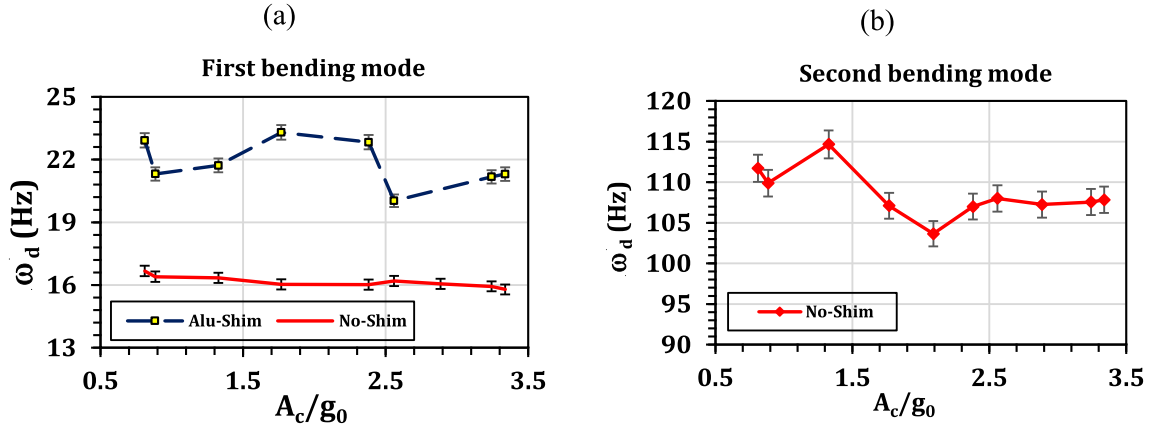 (a)
First bending mode
25
22
19
16
13
ω_d (Hz)
Alu-Shim
No-Shim
0.5
1.5
2.5
3.5
A_c/g_0
(b)
Second bending mode
120
115
110
105
100
95
90
ω_d (Hz)
No-Shim
0.5
1.5
2.5
3.5
A_c/g_0